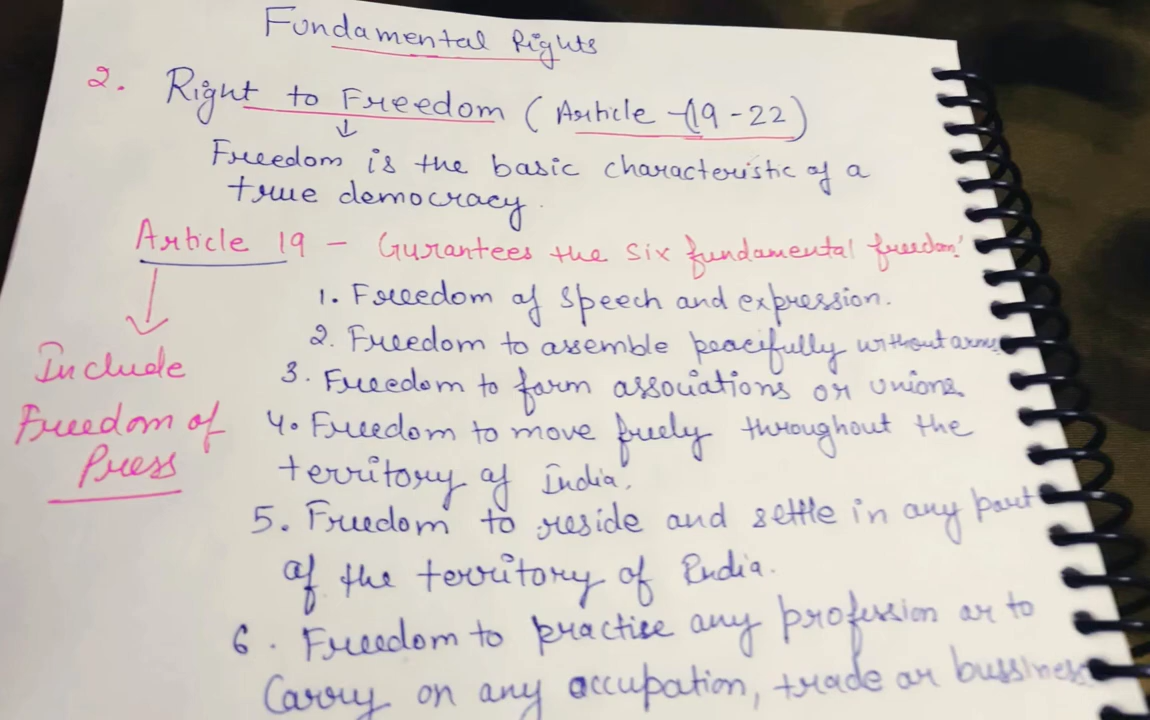 Fundamental Rights
2. Right to Freedom (Article - (19 - 22)
↓
Freedom is the basic characteristic of a
true democracy.
Article 19 - Gurantees the six fundamental freedom'
1. Freedom of speech and expression.
2. Freedom to assemble peacifully without arms
3. Freedom to form associations or unions.
4. Freedom to move freely throughout the
territory of India.
5. Freedom to reside and settle in any part
of the territory of India.
6. Freedom to practice any profession or to
Carry on any occupation, trade or bussiness
↓
Include
Freedom of
Press